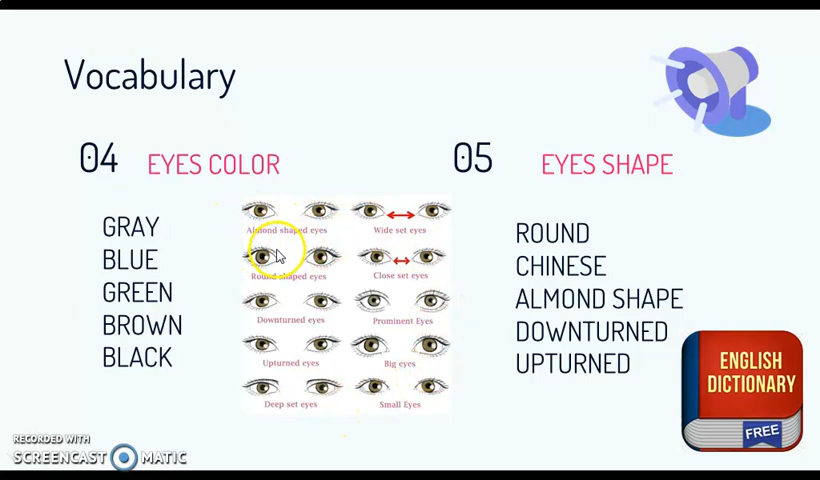 Vocabulary
04 EYES COLOR
GRAY
BLUE
GREEN
BROWN
BLACK
Almond shaped eyes
Wide set eyes
Round shaped eyes
Close set eyes
Downturned eyes
Prominent Eyes
Upturned eyes
Big eyes
Deep set eyes
Small Eyes
05 EYES SHAPE
ROUND
CHINESE
ALMOND SHAPE
DOWNTURNED
UPTURNED
ENGLISH
DICTIONARY
FREE
RECORDED WITH
SCREENCAST MATIC